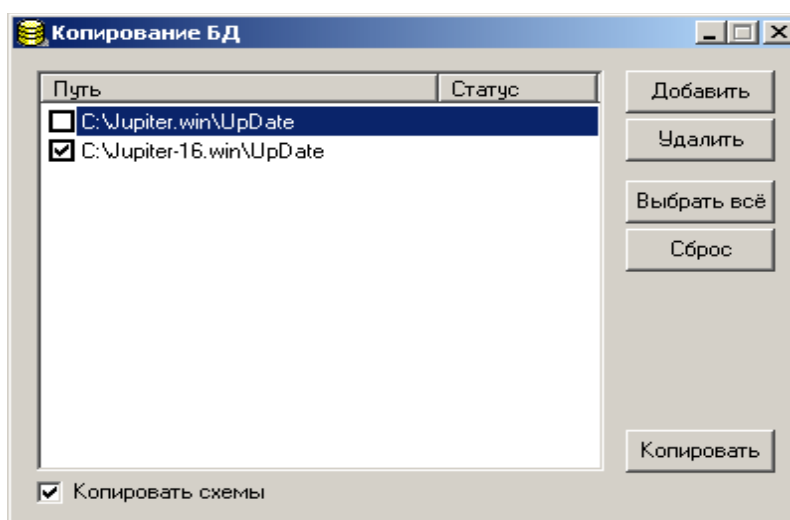 Копирование БД
Путь Статус
C:\Jupiter.win\UpDate
C:\Jupiter-16.win\UpDate
Добавить
Удалить
Выбрать всё
Сброс
Копировать
Копировать схемы